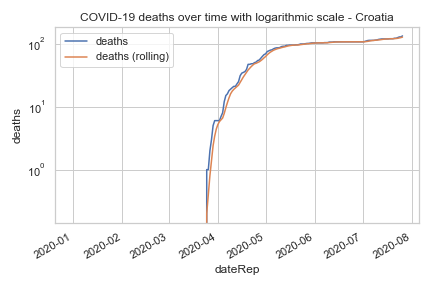 COVID-19 deaths over time with logarithmic scale - Croatia
deaths
deaths (rolling)
10²
10¹
10⁰
deaths
2020-01
2020-02
2020-03
2020-04
2020-05
2020-06
2020-07
2020-08
dateRep